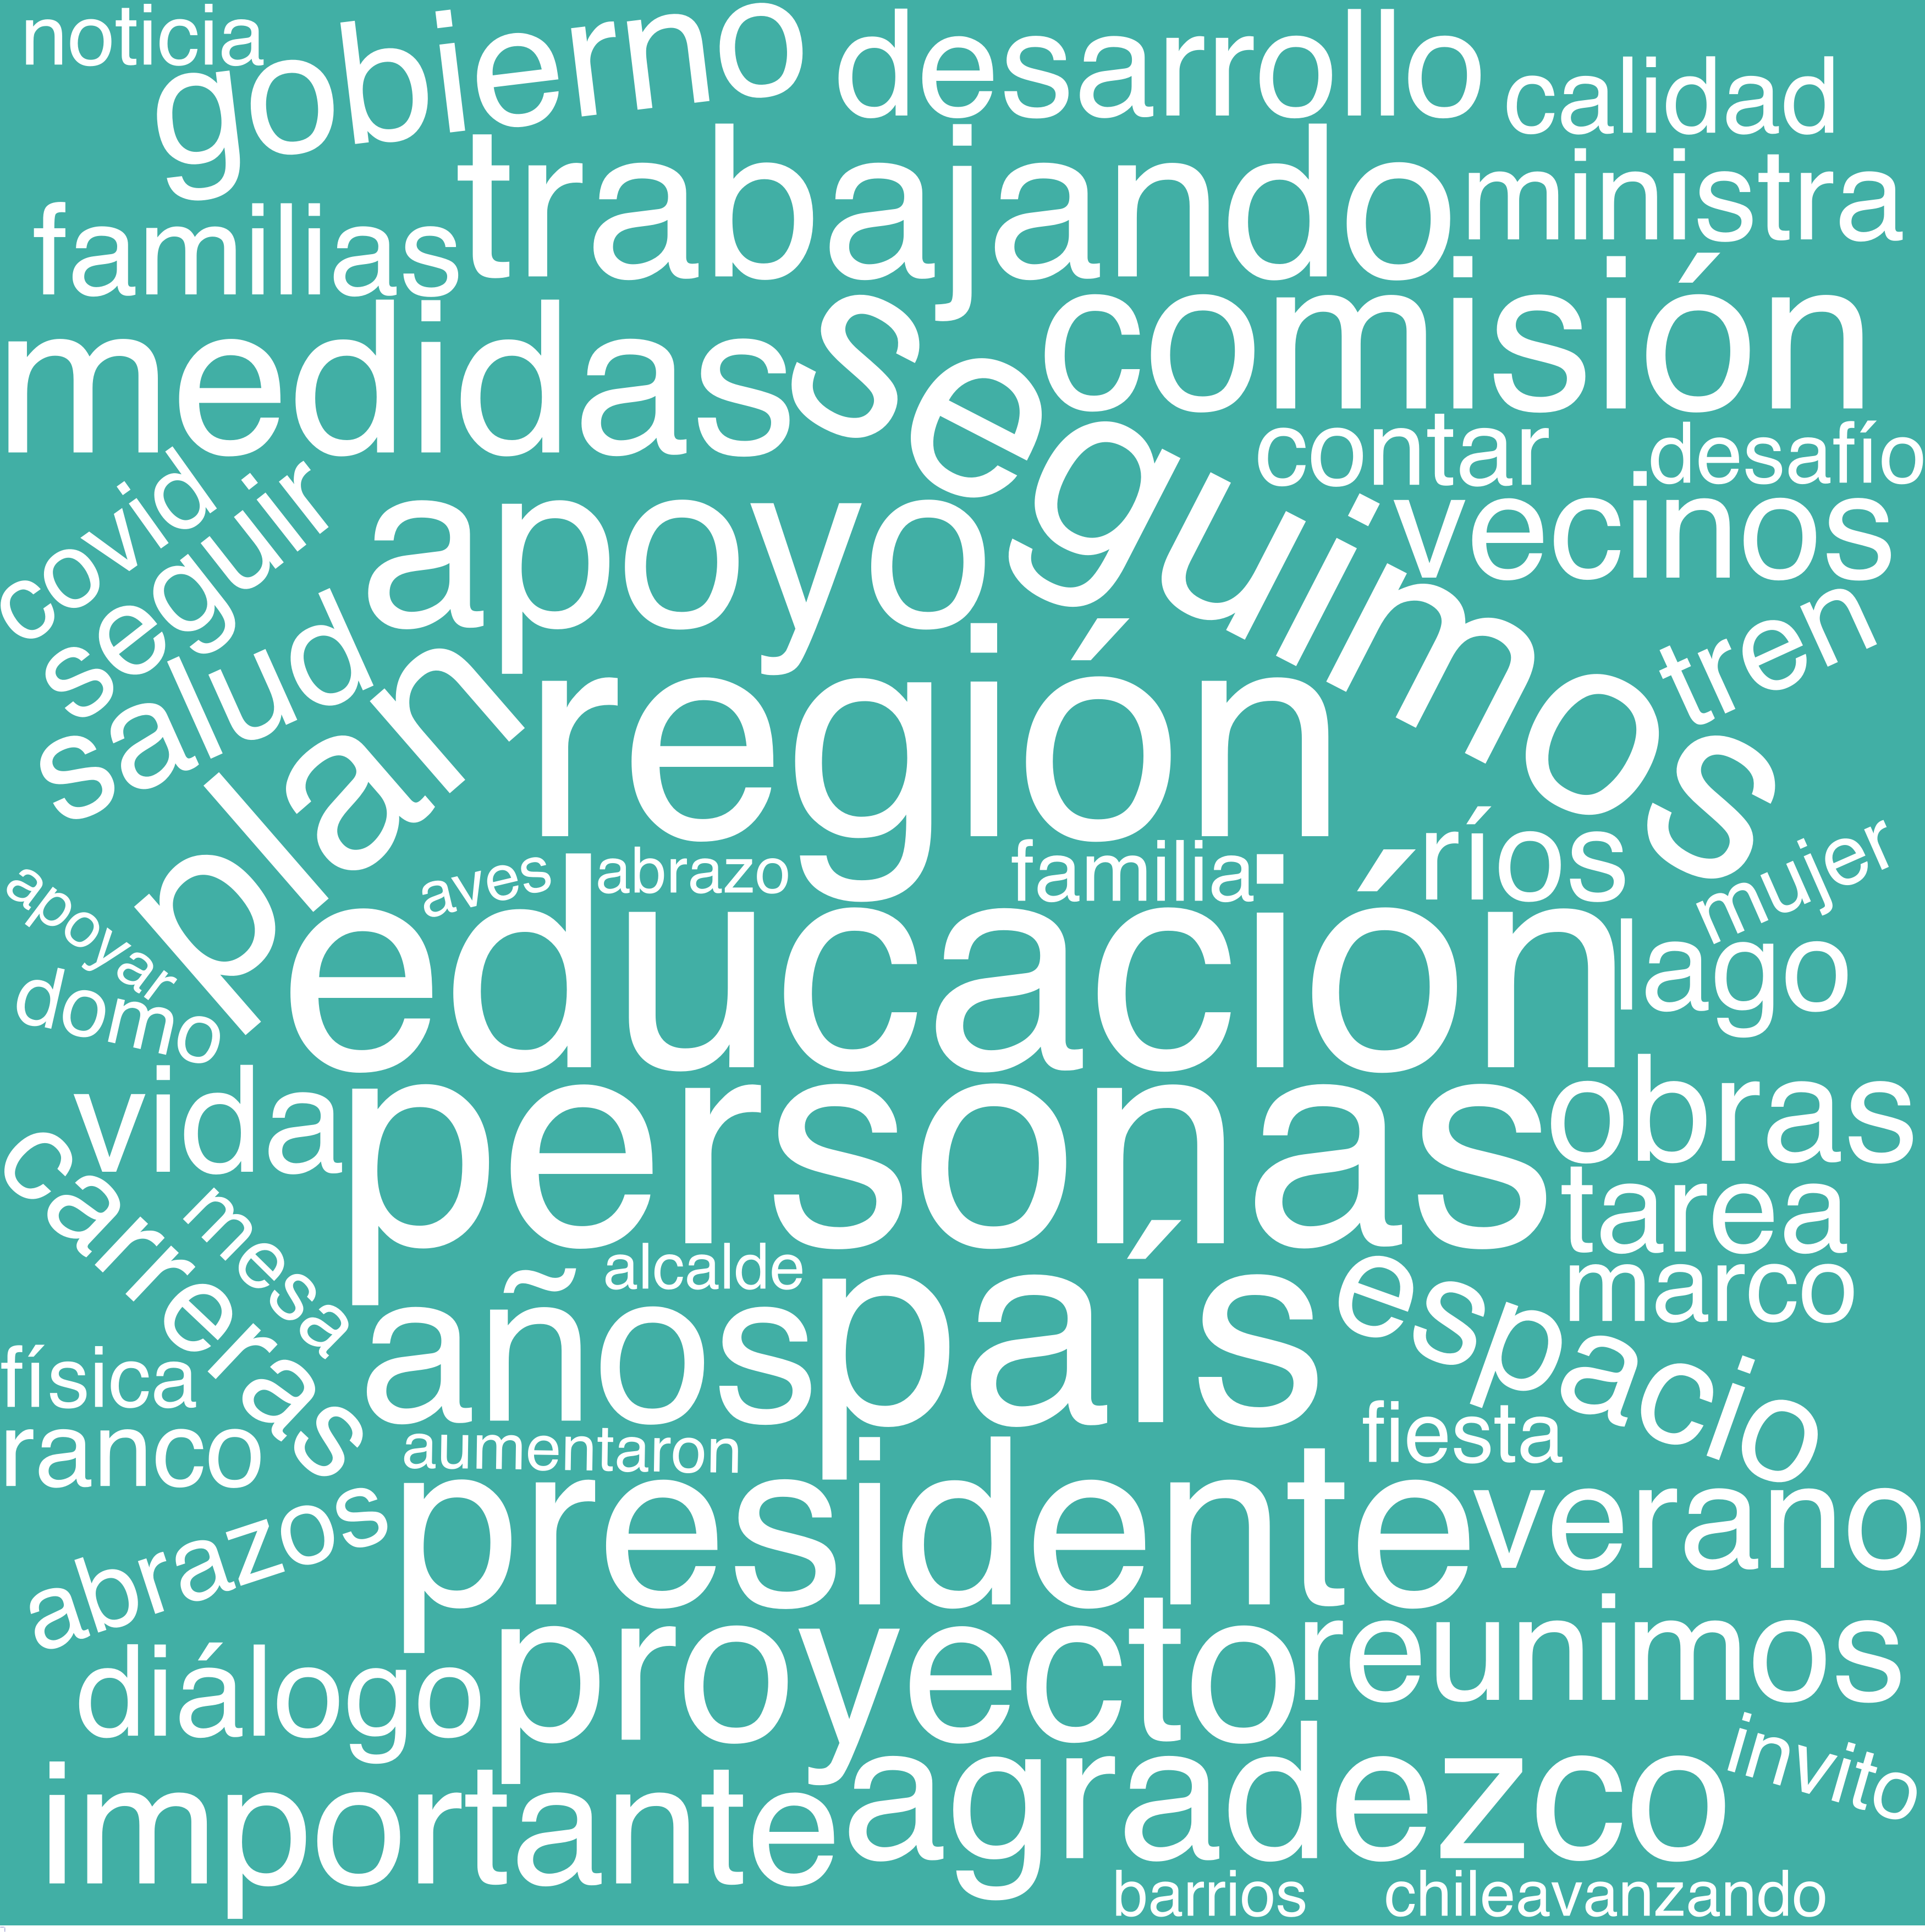 noticia
gobierno
desarrollo
calidad
trabajando
ministra
familias
medidas
seguimos
comisión
contar
desafío
covid
seguir
apoyo
vecinos
salud
plan
región
tren
aves
abrazo
familia
ríos
mujer
apoyar
domo
educación
lago
vida
personas
obras
carreras
mesa
tarea
alcalde
años
país
espacio
marco
física
ranco
aumentaron
fiesta
abrazos
presidente
verano
diálogo
proyecto
reunimos
importante
agradezco
invito
barrios
chileavanzando